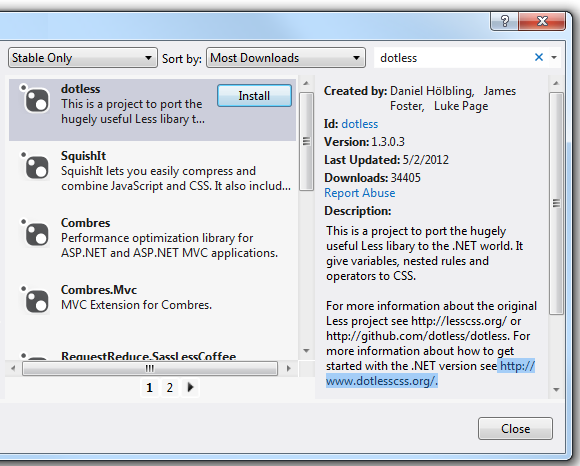 Stable Only
Sort by:
Most Downloads
dotless
dotless
This is a project to port the
hugely useful Less libary t...
Install
SquishIt
SquishIt lets you easily compress and
combine JavaScript and CSS. It also includ...
Combres
Performance optimization library for
ASP.NET and ASP.NET MVC applications.
Combres.Mvc
MVC Extension for Combres.
RequestReduce.SassLessCoffee
1 2
Created by: Daniel Hölbling, James
Foster, Luke Page
Id: dotless
Version: 1.3.0.3
Last Updated: 5/2/2012
Downloads: 34405
Report Abuse
Description:
This is a project to port the hugely
useful Less libary to the .NET world. It
give variables, nested rules and
operators to CSS.
For more information about the original
Less project see http://lesscss.org/ or
http://github.com/dotless/dotless. For
more information about how to get
started with the .NET version see http://
www.dotlesscss.org/.
Close